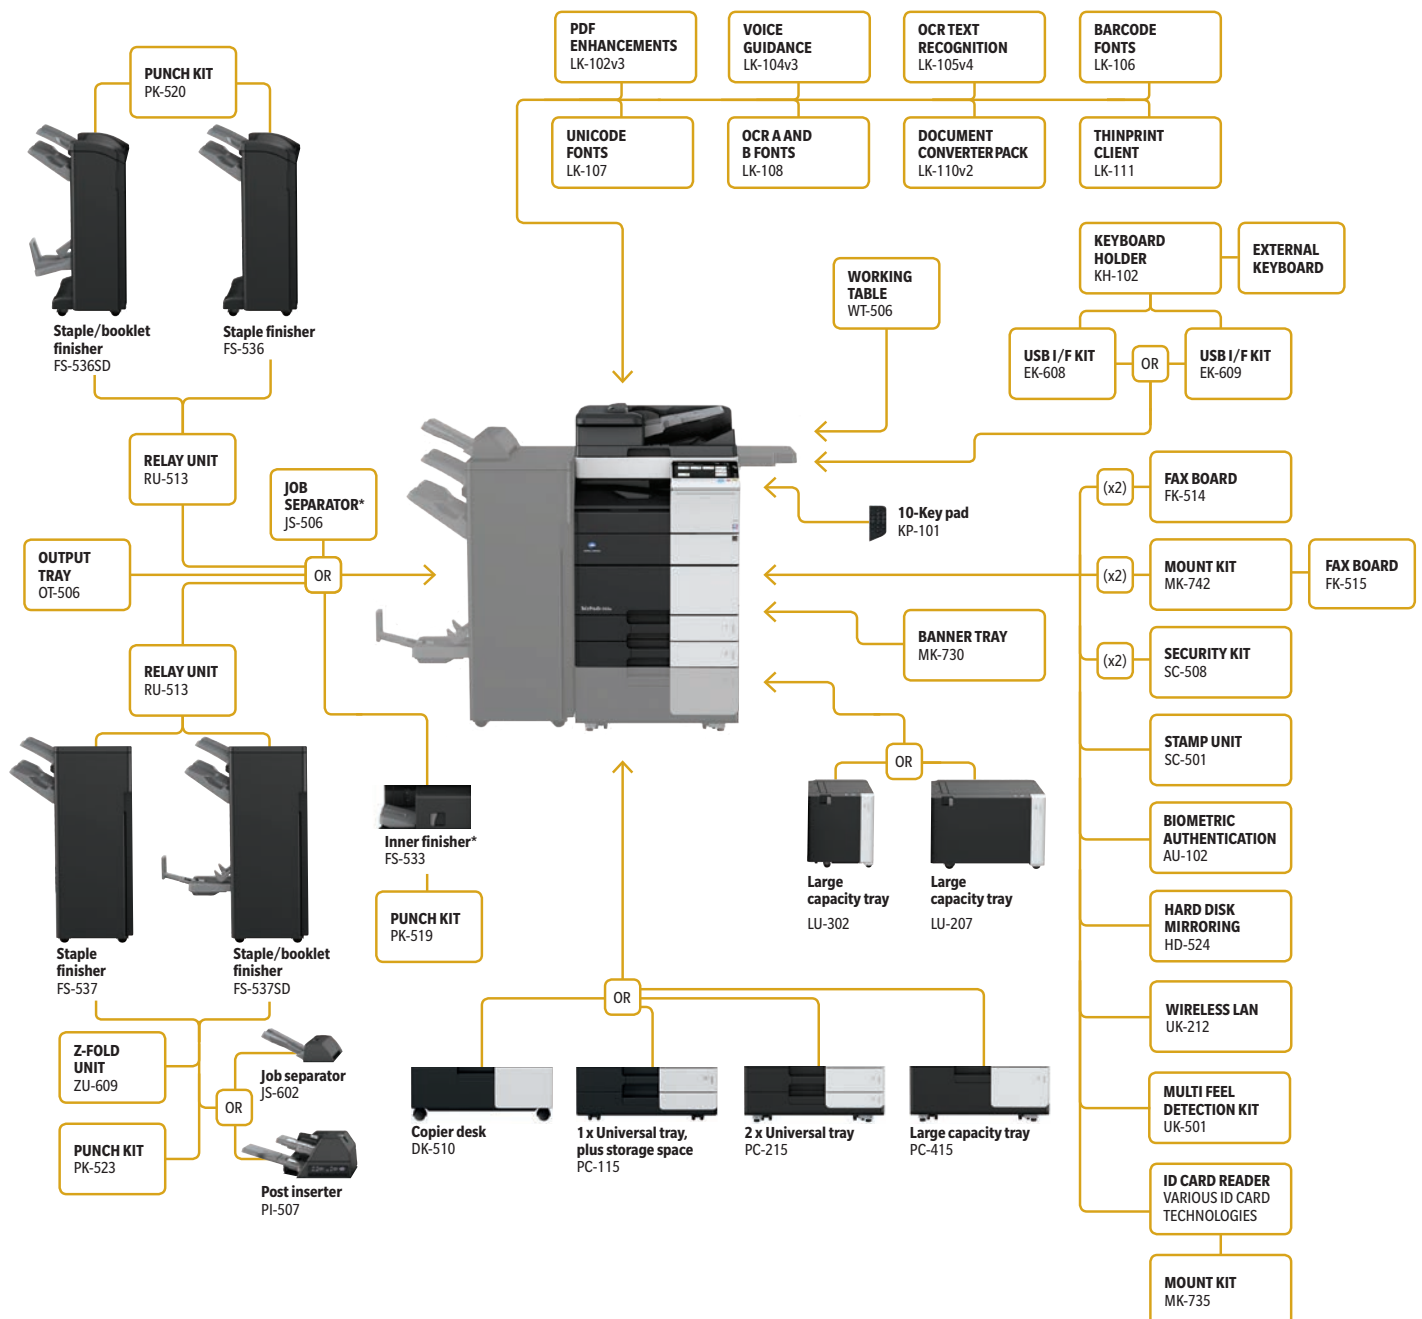 PDF
ENHANCEMENTS
LK-102v3
VOICE
GUIDANCE
LK-104v3
OCR TEXT
RECOGNITION
LK-105v4
BARCODE
FONTS
LK-106
UNICODE
FONTS
LK-107
OCR A AND
B FONTS
LK-108
DOCUMENT
CONVERTER PACK
LK-110v2
THINPRINT
CLIENT
LK-111
PUNCH KIT
PK-520
Staple/booklet
finisher
FS-536SD
Staple finisher
FS-536
RELAY UNIT
RU-513
JOB
SEPARATOR*
JS-506
OUTPUT
TRAY
OT-506
OR
RELAY UNIT
RU-513
WORKING
TABLE
WT-506
KEYBOARD
HOLDER
KH-102
EXTERNAL
KEYBOARD
USB I/F KIT
EK-608
OR
USB I/F KIT
EK-609
10-Key pad
KP-101
(x2)
FAX BOARD
FK-514
(x2)
MOUNT KIT
MK-742
FAX BOARD
FK-515
BANNER TRAY
MK-730
(x2)
SECURITY KIT
SC-508
STAMP UNIT
SC-501
BIOMETRIC
AUTHENTICATION
AU-102
HARD DISK
MIRRORING
HD-524
WIRELESS LAN
UK-212
MULTI FEEL
DETECTION KIT
UK-501
ID CARD READER
VARIOUS ID CARD
TECHNOLOGIES
MOUNT KIT
MK-735
OR
Large
capacity tray
LU-302
Large
capacity tray
LU-207
Inner finisher*
FS-533
PUNCH KIT
PK-519
Staple
finisher
FS-537
Staple/booklet
finisher
FS-537SD
Z-FOLD
UNIT
ZU-609
PUNCH KIT
PK-523
OR
Job separator
JS-602
Post inserter
PI-507
OR
Copier desk
DK-510
1 x Universal tray,
plus storage space
PC-115
2 x Universal tray
PC-215
Large capacity tray
PC-415